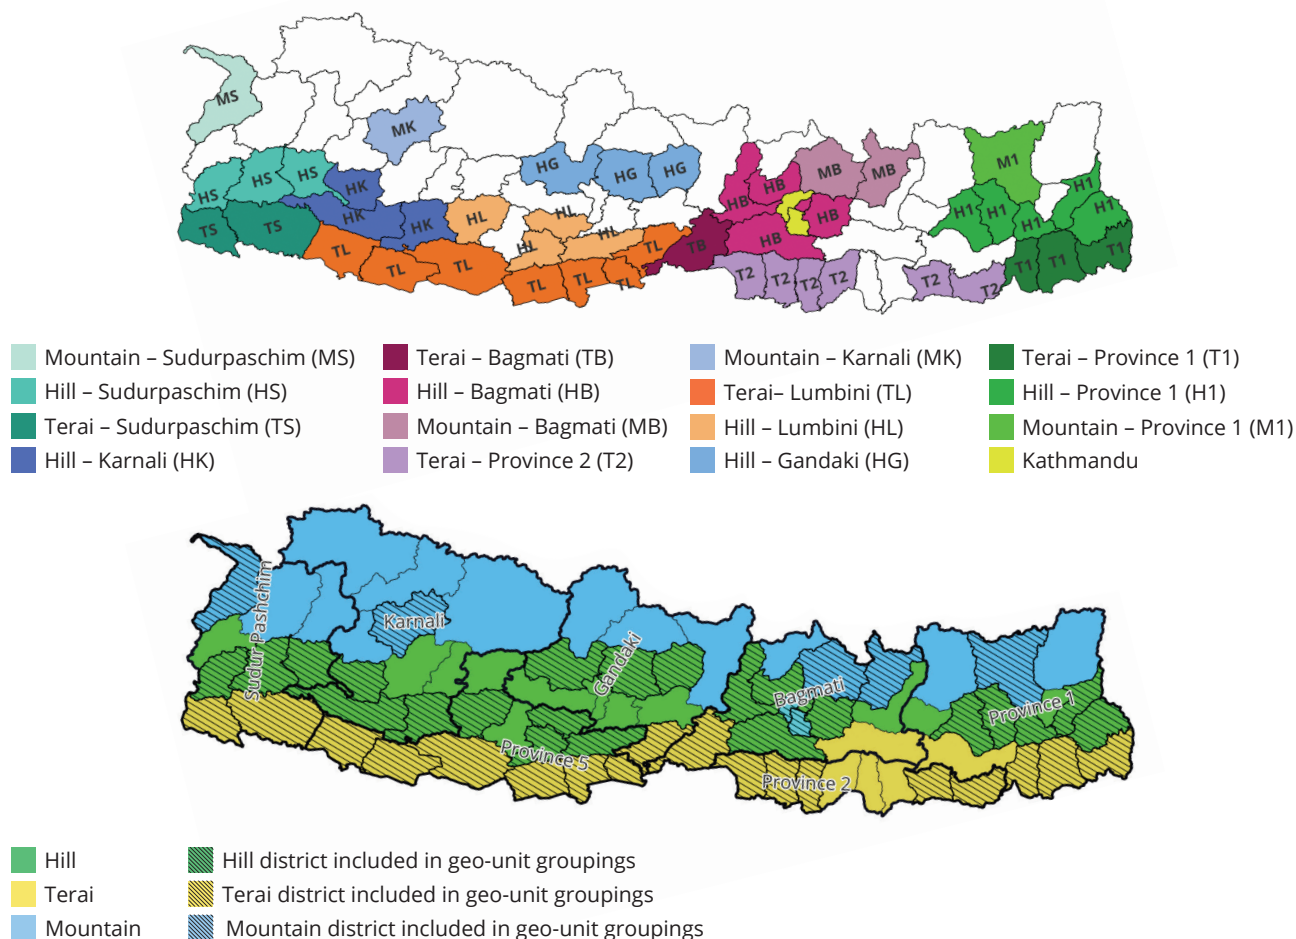 MS
MK
HG
HG
HG
HS
HS
HS
HK
HK
HK
TS
TS
HL
HL
HL
HL
TL
TL
TL
TL
TL
TL
TL
TB
HB
HB
HB
HB
MB
MB
T2
T2
T2
T2
T2
T2
M1
H1
H1
H1
H1
H1
T1
T1
T1
Mountain – Sudurpaschim (MS)
Hill – Sudurpaschim (HS)
Terai – Sudurpaschim (TS)
Hill – Karnali (HK)
Terai – Bagmati (TB)
Hill – Bagmati (HB)
Mountain – Bagmati (MB)
Terai – Province 2 (T2)
Mountain – Karnali (MK)
Terai– Lumbini (TL)
Hill – Lumbini (HL)
Hill – Gandaki (HG)
Terai – Province 1 (T1)
Hill – Province 1 (H1)
Mountain – Province 1 (M1)
Kathmandu
Sudur Pashchim
Karnali
Gandaki
Bagmati
Province 1
Province 5
Province 2
Hill
Terai
Mountain
Hill district included in geo-unit groupings
Terai district included in geo-unit groupings
Mountain district included in geo-unit groupings